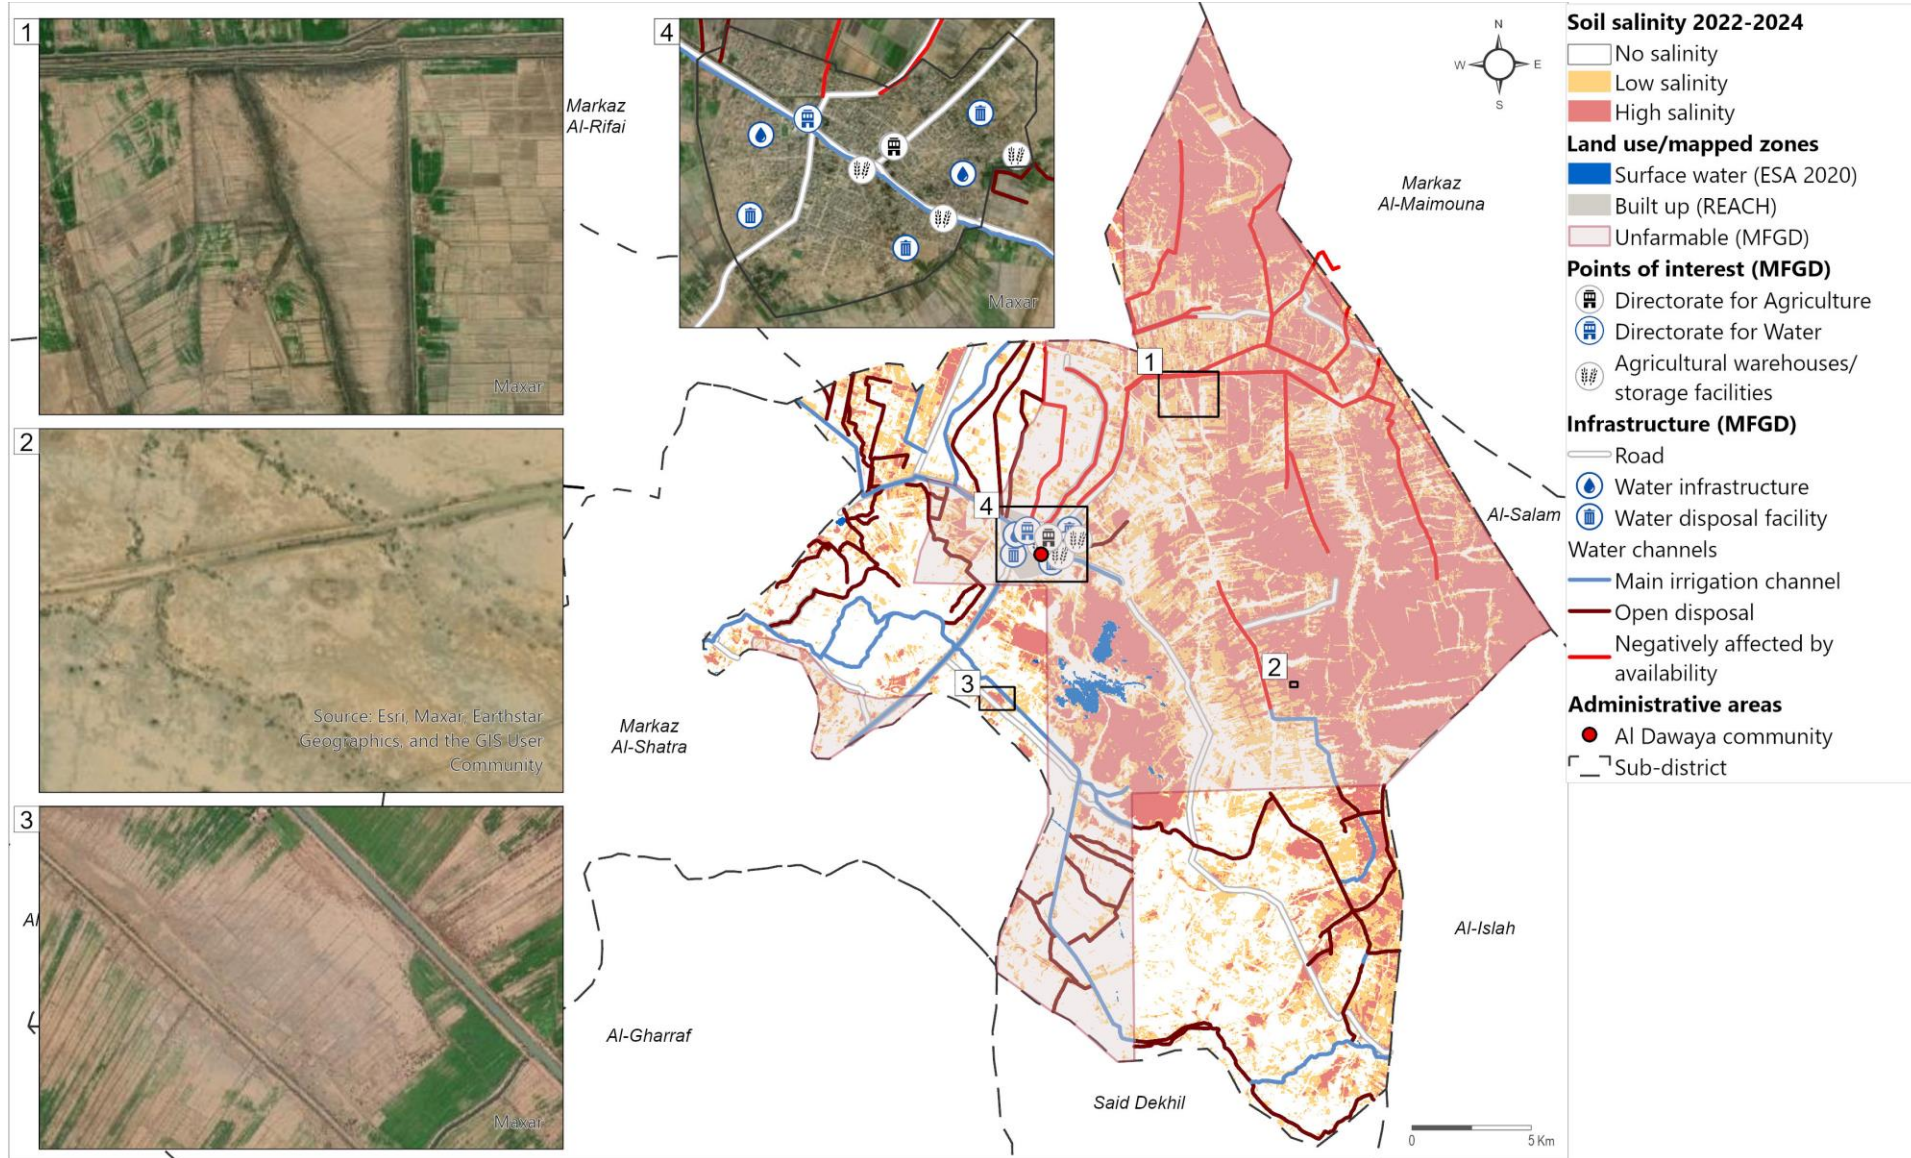 1
Maxar
2
Source: Esri, Maxar, Earthstar
Geographics, and the GIS User
Community
3
Al
Maxar
4
Maxar
Markaz
Al-Rifai
N
W
E
S
Markaz
Al-Maimouna
1
4
Al-Salam
2
3
Markaz
Al-Shatra
Al-Islah
Al-Gharraf
Said Dekhil
0
5 Km
Soil salinity 2022-2024
No salinity
Low salinity
High salinity
Land use/mapped zones
Surface water (ESA 2020)
Built up (REACH)
Unfarmable (MFGD)
Points of interest (MFGD)
Directorate for Agriculture
Directorate for Water
Agricultural warehouses/
storage facilities
Infrastructure (MFGD)
Road
Water infrastructure
Water disposal facility
Water channels
Main irrigation channel
Open disposal
Negatively affected by
availability
Administrative areas
Al Dawaya community
Sub-district